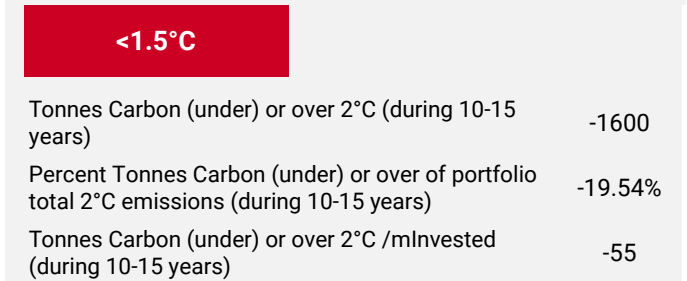 <1.5°C
Tonnes Carbon (under) or over 2°C (during 10-15
years)
-1600
Percent Tonnes Carbon (under) or over of portfolio
total 2°C emissions (during 10-15 years)
-19.54%
Tonnes Carbon (under) or over 2°C /mInvested
(during 10-15 years)
-55